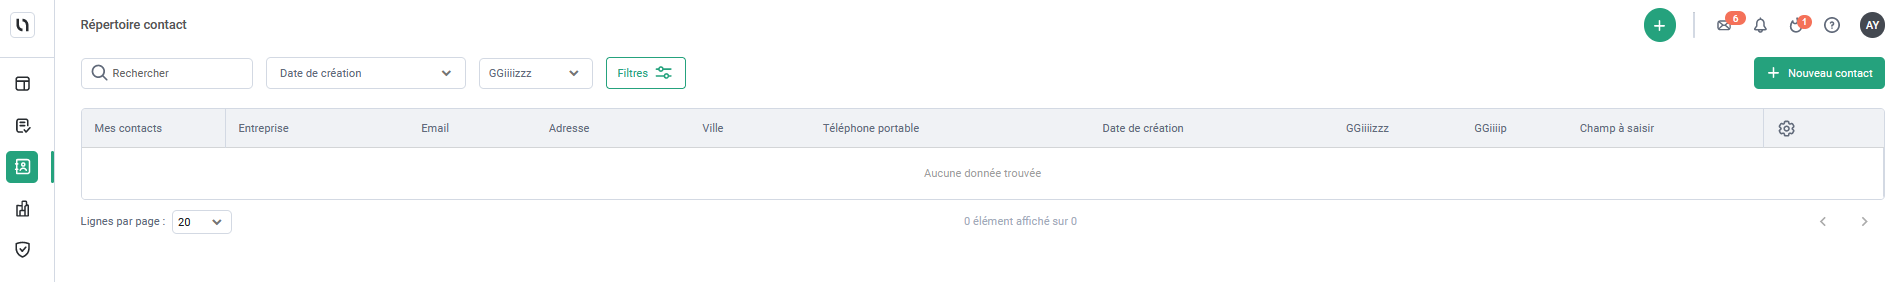 Répertoire contact
6
1
AY
Rechercher
Date de création
GGiiiizzz
Filtres
Nouveau contact
Mes contacts Entreprise Email Adresse Ville Téléphone portable Date de création GGiiiizzz GGiiiip Champ à saisir
Aucune donnée trouvée
Lignes par page : 20
0 élément affiché sur 0